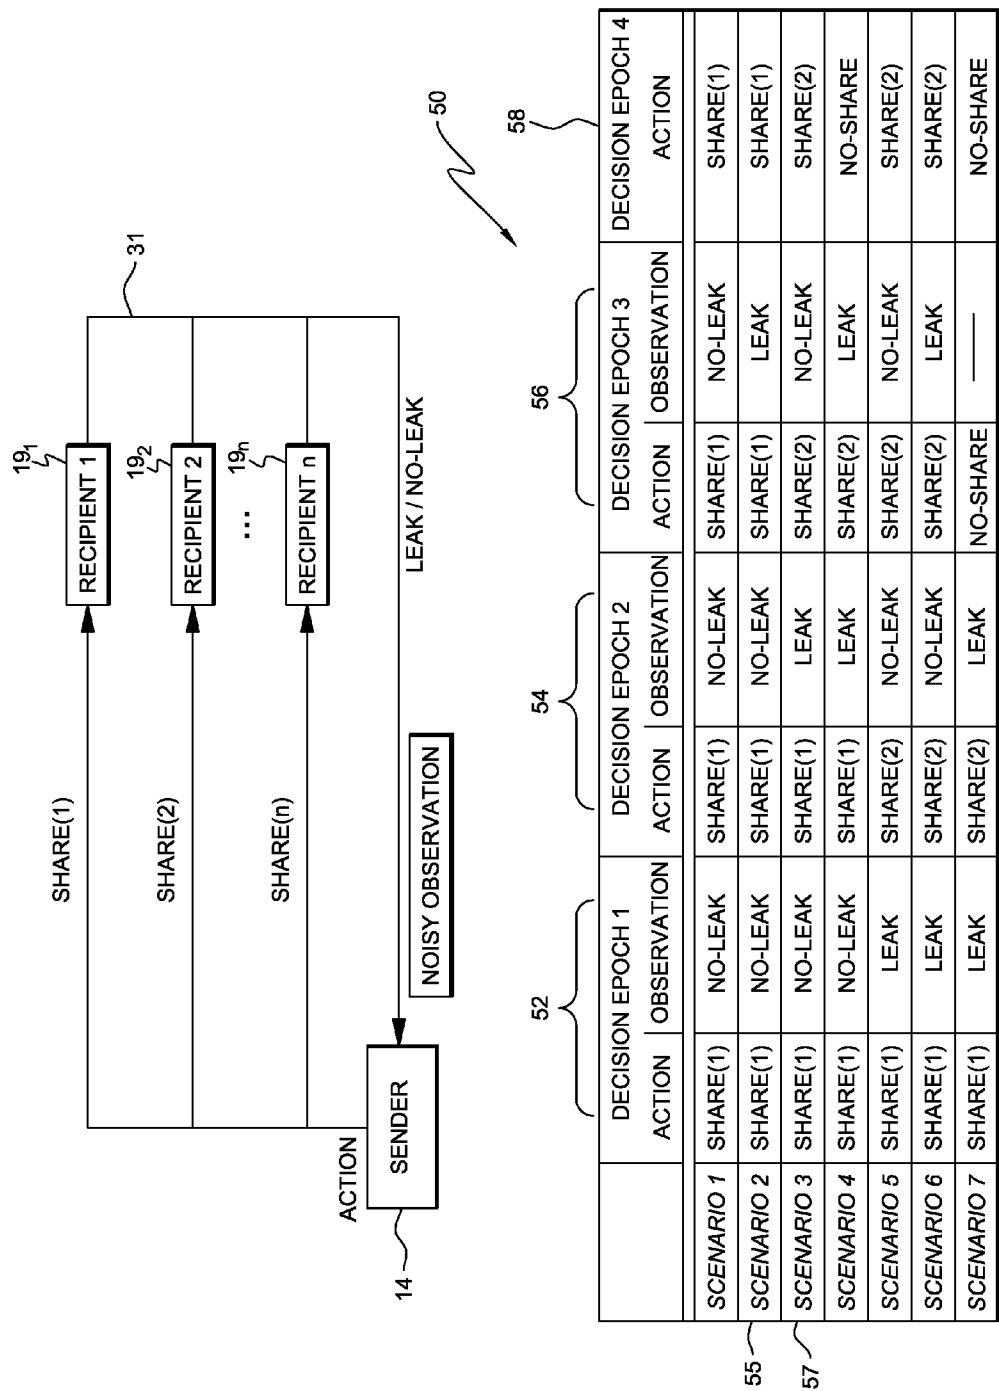 SHARE(1)
19₁
RECIPIENT 1
31
SHARE(2)
19₂
RECIPIENT 2
...
SHARE(n)
19n
RECIPIENT n
ACTION
SENDER
14
NOISY OBSERVATION
LEAK / NO-LEAK
50
52
54
56
58
DECISION EPOCH 1 DECISION EPOCH 2 DECISION EPOCH 3 DECISION EPOCH 4
ACTION OBSERVATION ACTION OBSERVATION ACTION OBSERVATION ACTION
SCENARIO 1 SHARE(1) NO-LEAK SHARE(1) NO-LEAK SHARE(1) NO-LEAK SHARE(1)
55 SCENARIO 2 SHARE(1) NO-LEAK SHARE(1) NO-LEAK SHARE(1) LEAK SHARE(1)
57 SCENARIO 3 SHARE(1) NO-LEAK SHARE(1) LEAK SHARE(2) NO-LEAK SHARE(2)
SCENARIO 4 SHARE(1) NO-LEAK SHARE(1) LEAK SHARE(2) LEAK NO-SHARE
SCENARIO 5 SHARE(1) LEAK SHARE(2) NO-LEAK SHARE(2) NO-LEAK SHARE(2)
SCENARIO 6 SHARE(1) LEAK SHARE(2) NO-LEAK SHARE(2) LEAK SHARE(2)
SCENARIO 7 SHARE(1) LEAK SHARE(2) LEAK NO-SHARE —— NO-SHARE